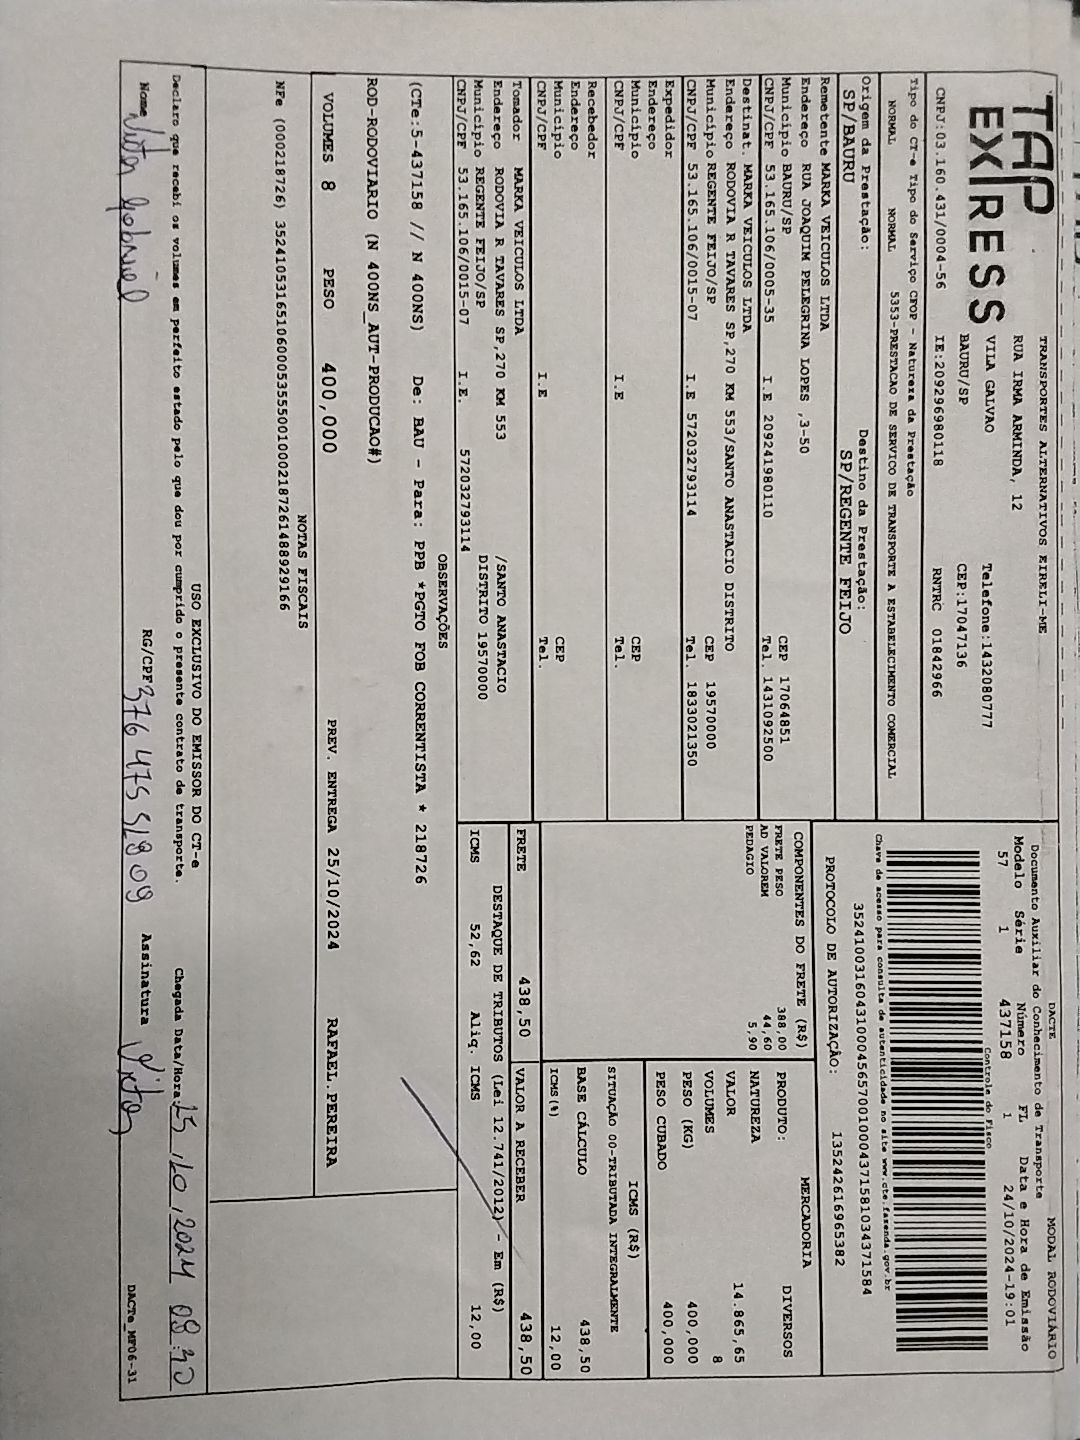 TAP EXPRESS
TRANSPORTES ALTERNATIVOS EIRELI-ME
RUA IRMA ARMINDA, 12
VILA GALVAO Telefone:1432080777
BAURU/SP CEP:17047136
CNPJ:03.160.431/0004-56 IE:209296980118 RNTRC 01842966
Tipo do CT-e Tipo do Serviço CFOP - Natureza da Prestação
NORMAL NORMAL 5353-PRESTACAO DE SERVICO DE TRANSPORTE A ESTABELECIMENTO COMERCIAL
Origem da Prestação: Destino da Prestação:
SP/BAURU SP/REGENTE FEIJO
Remetente MARKA VEICULOS LTDA
Endereço RUA JOAQUIM PELEGRINA LOPES ,3-50
Municipio BAURU/SP CEP 17064851
CNPJ/CPF 53.165.106/0005-35 I.E 209241980110 Tel. 1431092500
Destinat. MARKA VEICULOS LTDA
Endereço RODOVIA R TAVARES SP,270 KM 553/SANTO ANASTACIO DISTRITO
Municipio REGENTE FEIJO/SP CEP 19570000
CNPJ/CPF 53.165.106/0015-07 I.E 572032793114 Tel. 1833021350
Expedidor
Endereço
Municipio CEP
CNPJ/CPF I.E Tel.
Recebedor
Endereço
Municipio CEP
CNPJ/CPF I.E Tel.
Tomador MARKA VEICULOS LTDA
Endereço RODOVIA R TAVARES SP,270 KM 553 /SANTO ANASTACIO
Municipio REGENTE FEIJO/SP DISTRITO 19570000
CNPJ/CPF 53.165.106/0015-07 I.E. 572032793114
DACTE MODAL RODOVIÁRIO
Documento Auxiliar do Conhecimento de Transporte
Modelo Série Número FL Data e Hora de Emissão
57 1 437158 1 24/10/2024-19:01
Controle do Fisco
Chave de acesso para consulta de autenticidade no site www.cte.fazenda.gov.br
35241003160431000456570010004371581034371584
PROTOCOLO DE AUTORIZAÇÃO: 135242616965382
COMPONENTES DO FRETE (R$)
FRETE PESO 388,00
AD VALOREM 44,60
PEDAGIO 5,90
MERCADORIA
PRODUTO: DIVERSOS
NATUREZA
VALOR 14.865,65
VOLUMES 8
PESO (KG) 400,000
PESO CUBADO 400,000
ICMS (R$)
SITUAÇÃO 00-TRIBUTADA INTEGRALMENTE
BASE CÁLCULO 438,50
ICMS(%) 12,00
FRETE 438,50 VALOR A RECEBER 438,50
DESTAQUE DE TRIBUTOS (Lei 12.741/2012) - Em (R$)
ICMS 52,62 Aliq. ICMS 12,00
OBSERVAÇÕES
(CTe:5-437158 // N 400NS) De: BAU - Para: PPB *PGTO FOB CORRENTISTA * 218726
ROD-RODOVIARIO (N 400NS_AUT-PRODUCAO#)
VOLUMES 8 PESO 400,000 PREV. ENTREGA 25/10/2024 RAFAEL.PEREIRA
NOTAS FISCAIS
NFe (000218726) 35241053165106000535550010002187261488929166
USO EXCLUSIVO DO EMISSOR DO CT-e
Declaro que recebi os volumes em perfeito estado pelo que dou por cumprido o presente contrato de transporte. Chegada Data/Hora: 25/10/2024 08:30
Nome Vitor Gabriel RG/CPF 376 475 528 09 Assinatura Vitor
DACTe_MP06-31